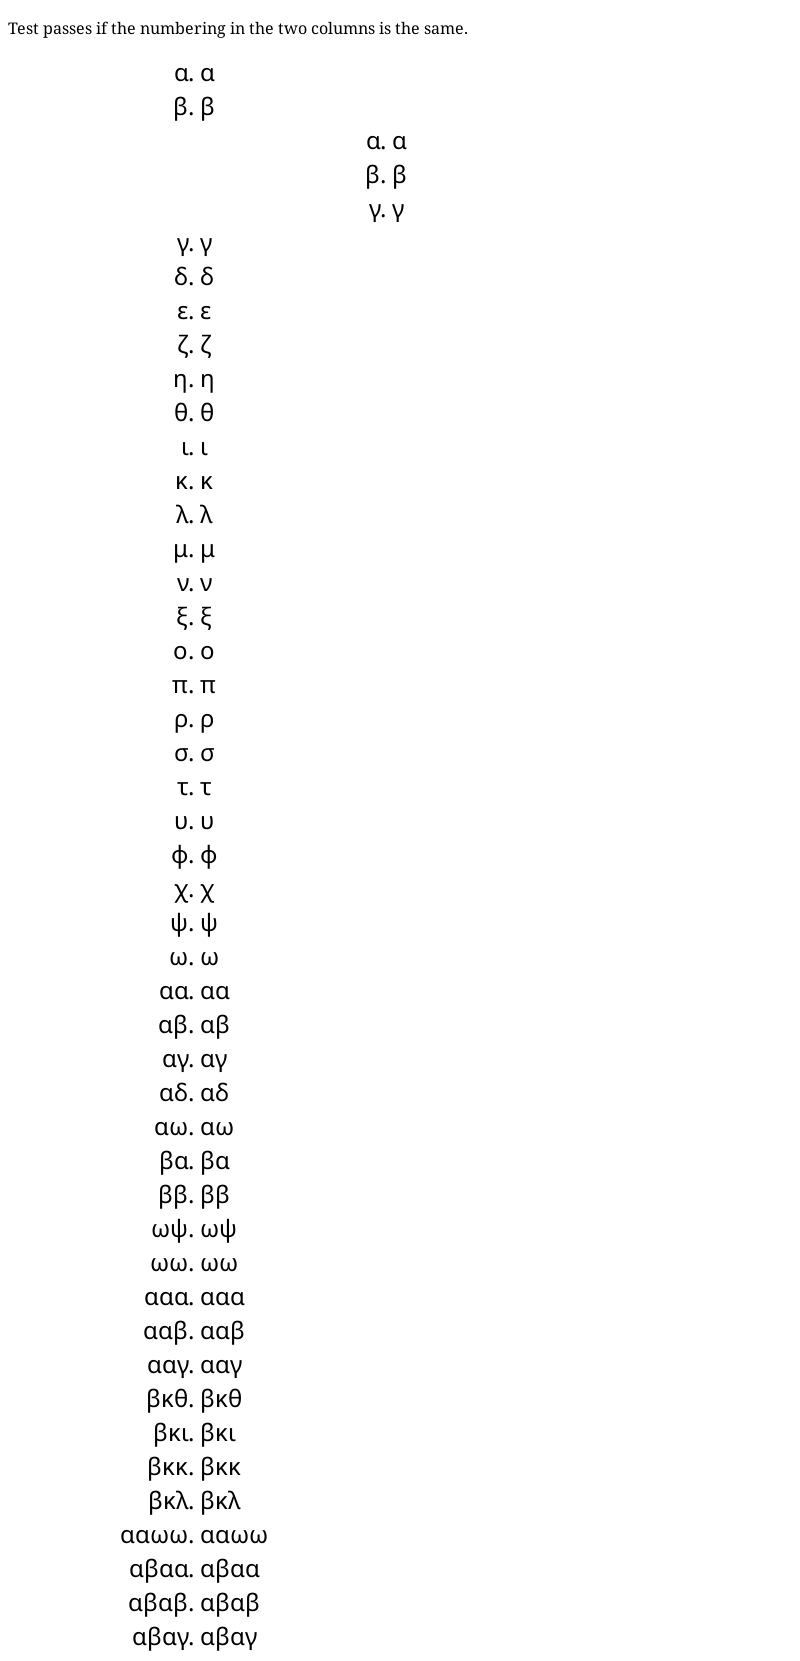 Test passes if the numbering in the two columns is the same.
α. α
β. β
α. α
β. β
γ. γ
γ. γ
δ. δ
ε. ε
ζ. ζ
η. η
θ. θ
ι. ι
κ. κ
λ. λ
μ. μ
ν. ν
ξ. ξ
ο. ο
π. π
ρ. ρ
σ. σ
τ. τ
υ. υ
φ. φ
χ. χ
ψ. ψ
ω. ω
αα. αα
αβ. αβ
αγ. αγ
αδ. αδ
αω. αω
βα. βα
ββ. ββ
ωψ. ωψ
ωω. ωω
ααα. ααα
ααβ. ααβ
ααγ. ααγ
βκθ. βκθ
βκι. βκι
βκκ. βκκ
βκλ. βκλ
ααωω. ααωω
αβαα. αβαα
αβαβ. αβαβ
αβαγ. αβαγ